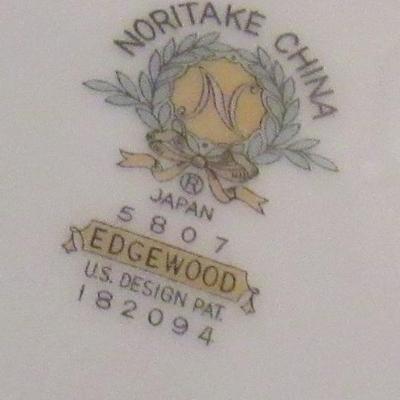 NORITAKE CHINA
N
®
JAPAN
5807
EDGEWOOD
U.S. DESIGN PAT.
182094